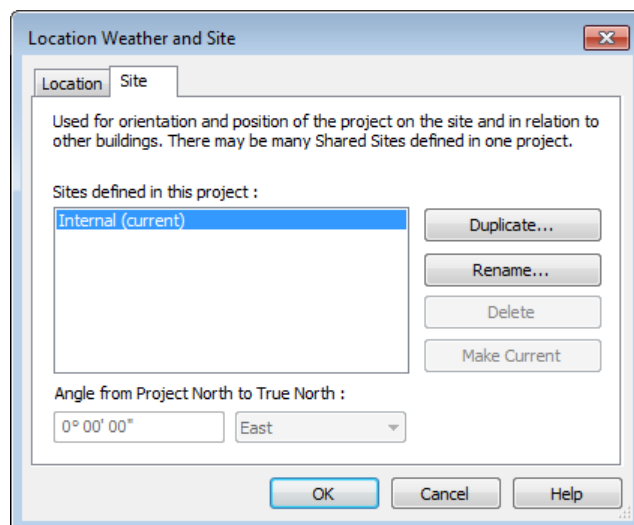 Location Weather and Site
Location
Site
Used for orientation and position of the project on the site and in relation to
other buildings. There may be many Shared Sites defined in one project.
Sites defined in this project :
Internal (current)
Duplicate...
Rename...
Delete
Make Current
Angle from Project North to True North :
0° 00' 00"
East
OK
Cancel
Help